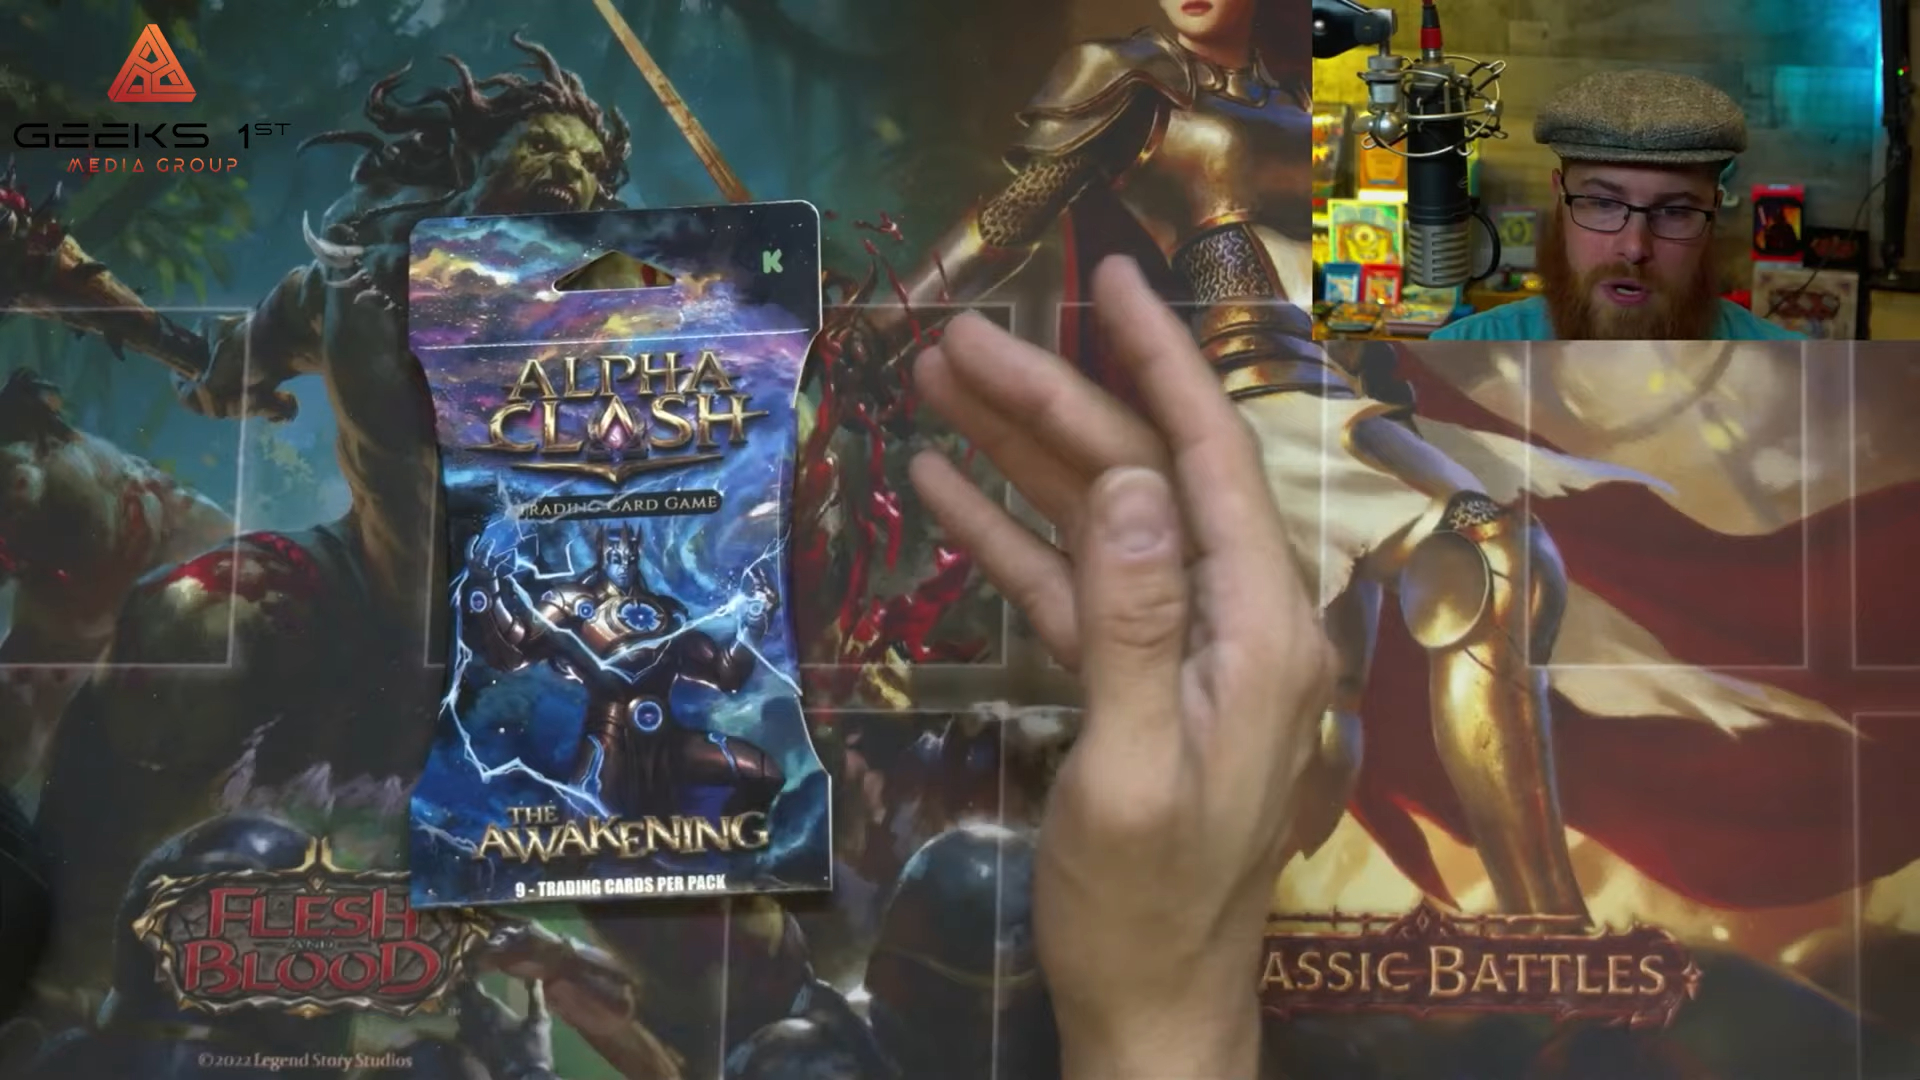 GEEKS 1ST
MEDIA GROUP
K
ALPHA
CLASH
TRADING CARD GAME
THE
AWAKENING
9 - TRADING CARDS PER PACK
FLESH
AND
BLOOD
©2022 Legend Story Studios
ASSIC BATTLES